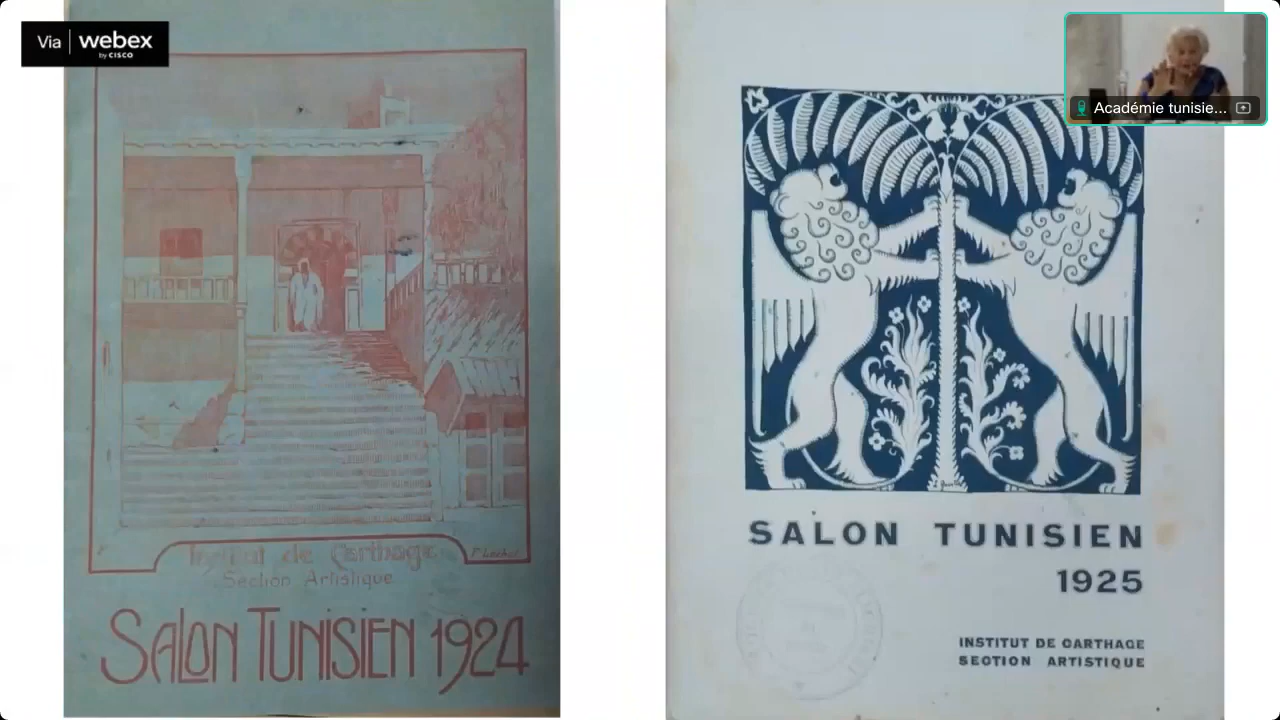 Via webex
by CISCO
Institut de Carthage
Section Artistique
SALON TUNISIEN 1924
Académie tunisie...
SALON TUNISIEN
1925
INSTITUT DE CARTHAGE
SECTION ARTISTIQUE